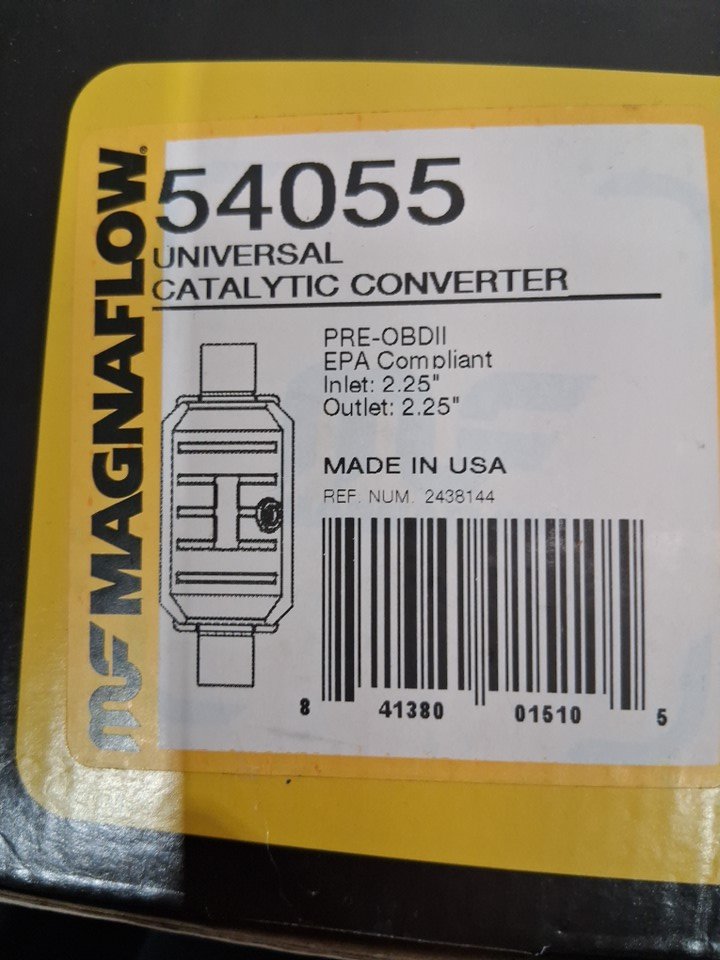 MF MAGNAFLOW®
54055
UNIVERSAL
CATALYTIC CONVERTER
PRE-OBDII
EPA Compliant
Inlet: 2.25"
Outlet: 2.25"
MADE IN USA
REF. NUM. 2438144
8 41380 01510 5